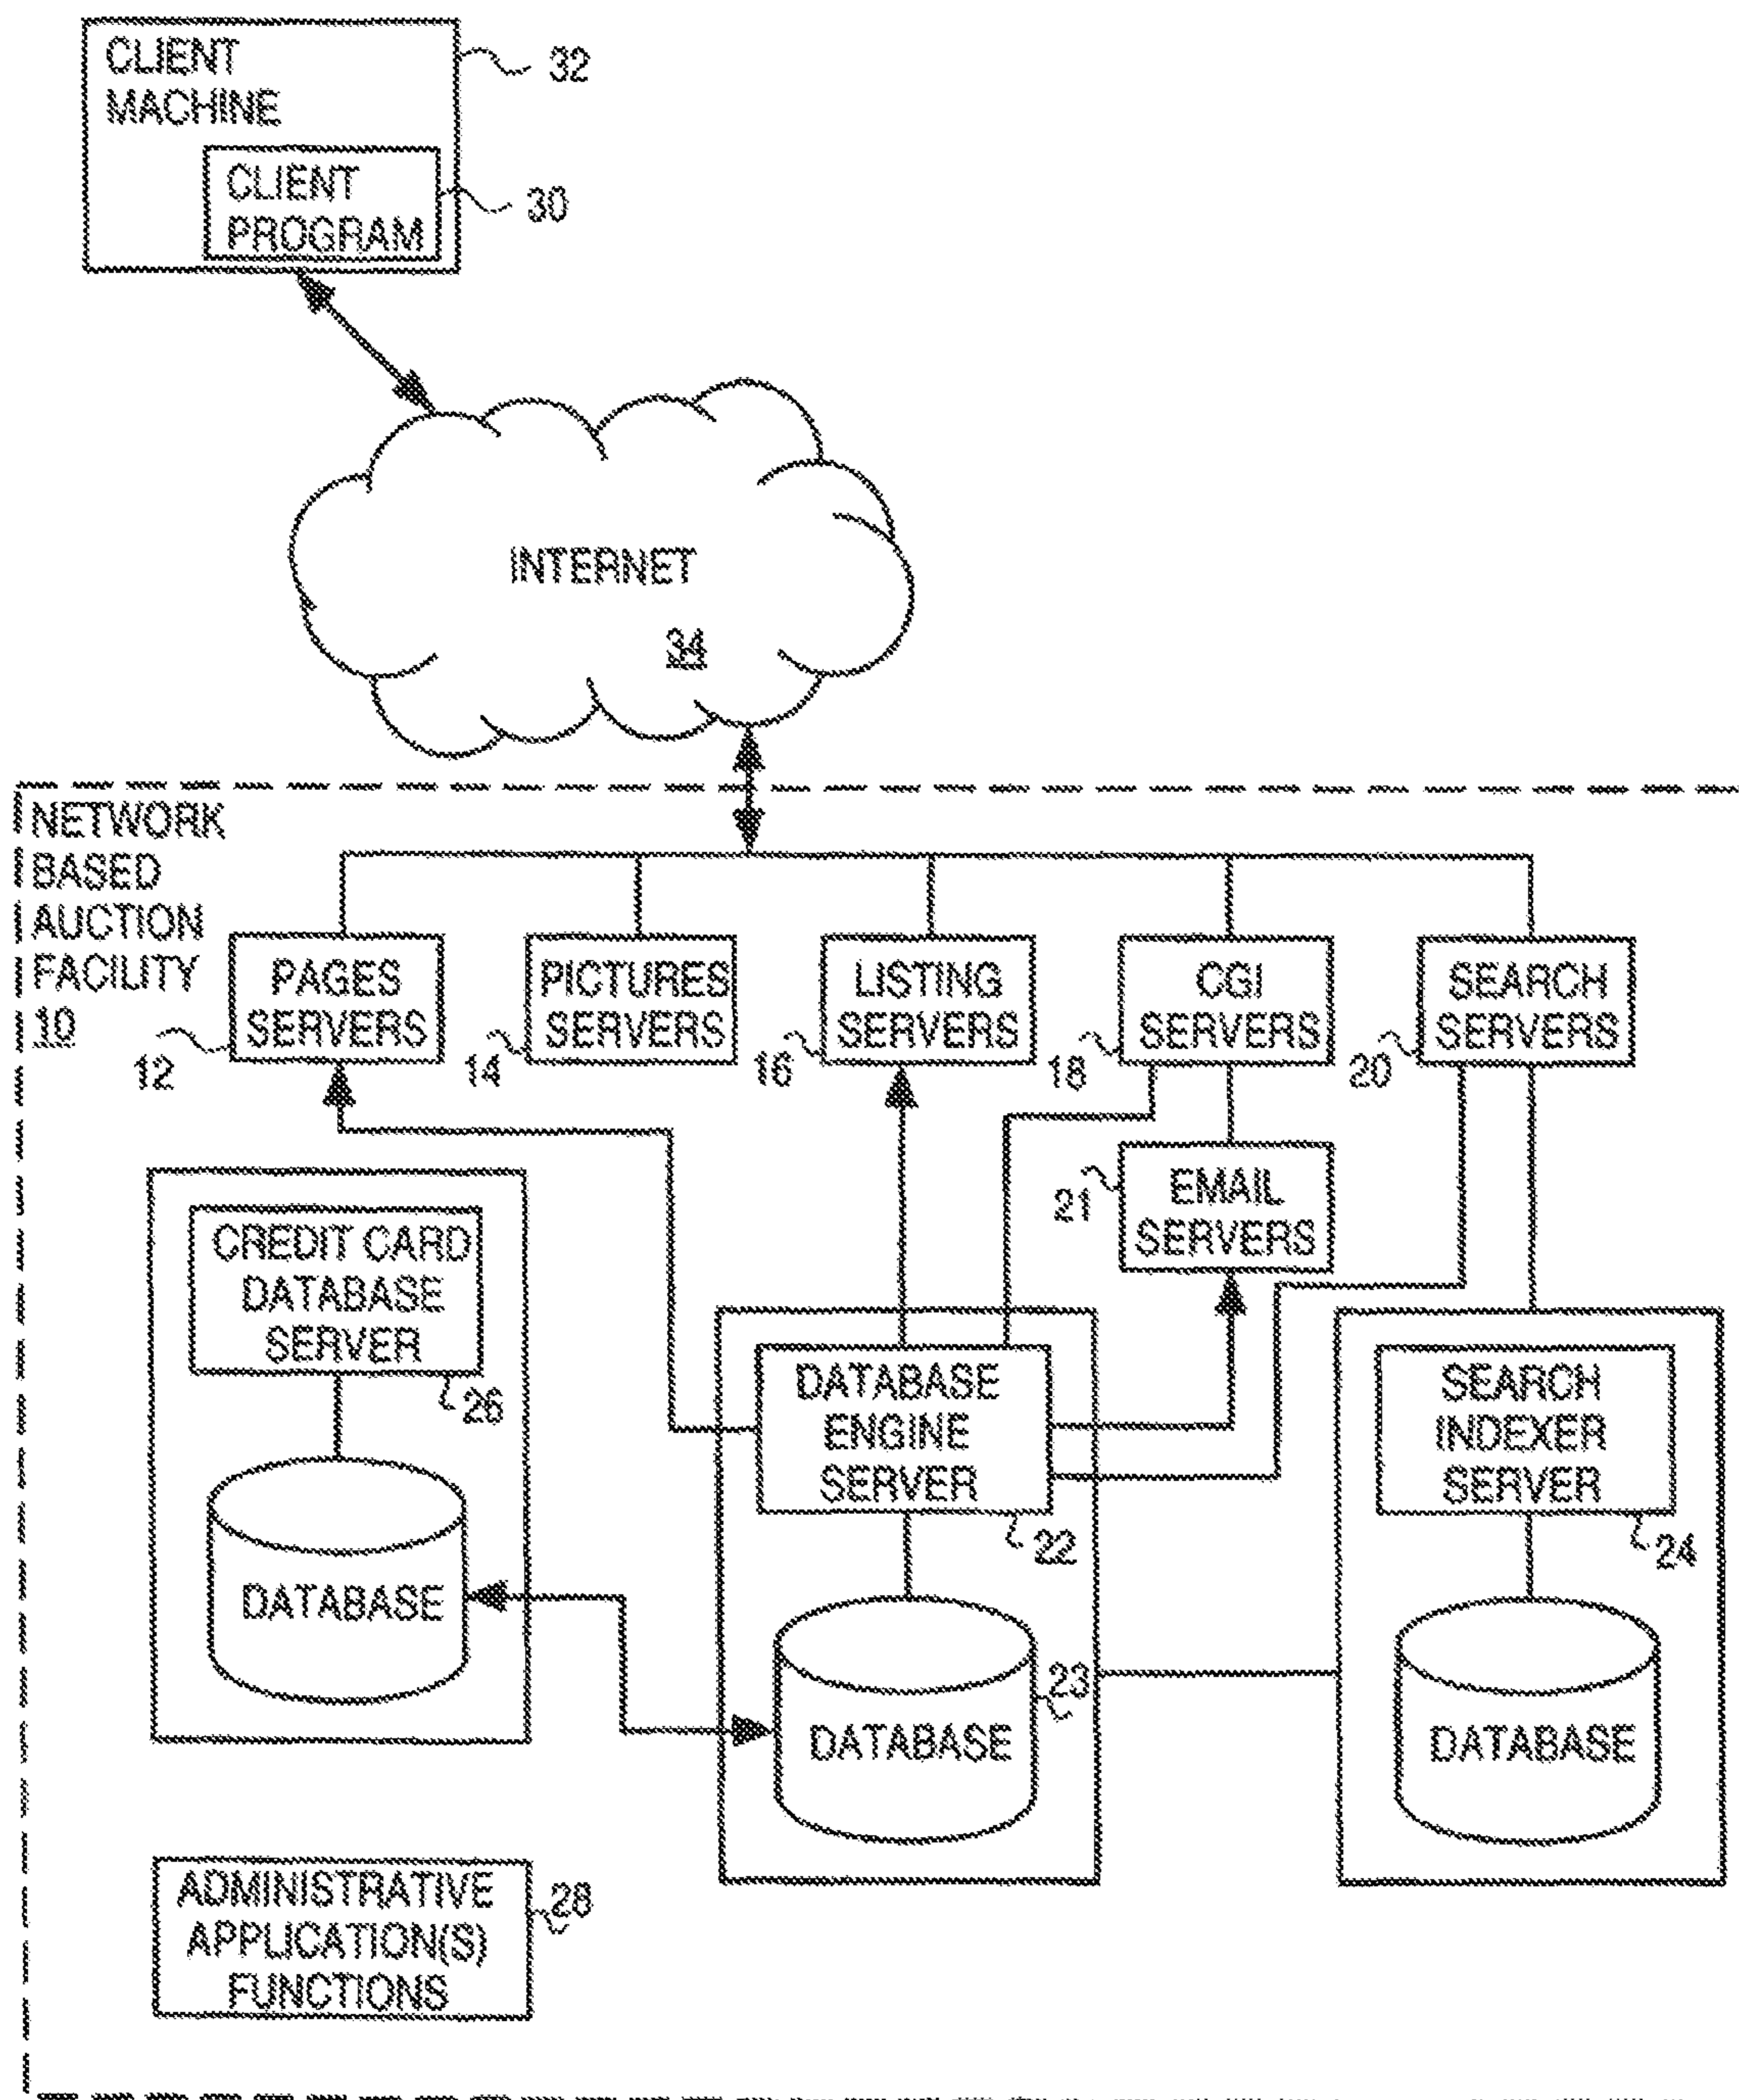 CLIENT
MACHINE
32
CLIENT
PROGRAM
30
INTERNET
34
NETWORK
BASED
AUCTION
FACILITY
10
PAGES
SERVERS
12
PICTURES
SERVERS
14
LISTING
SERVERS
16
CGI
SERVERS
18
SEARCH
SERVERS
20
EMAIL
SERVERS
21
CREDIT CARD
DATABASE
SERVER
26
DATABASE
DATABASE
ENGINE
SERVER
22
DATABASE
23
SEARCH
INDEXER
SERVER
24
DATABASE
ADMINISTRATIVE
APPLICATION(S)
FUNCTIONS
28